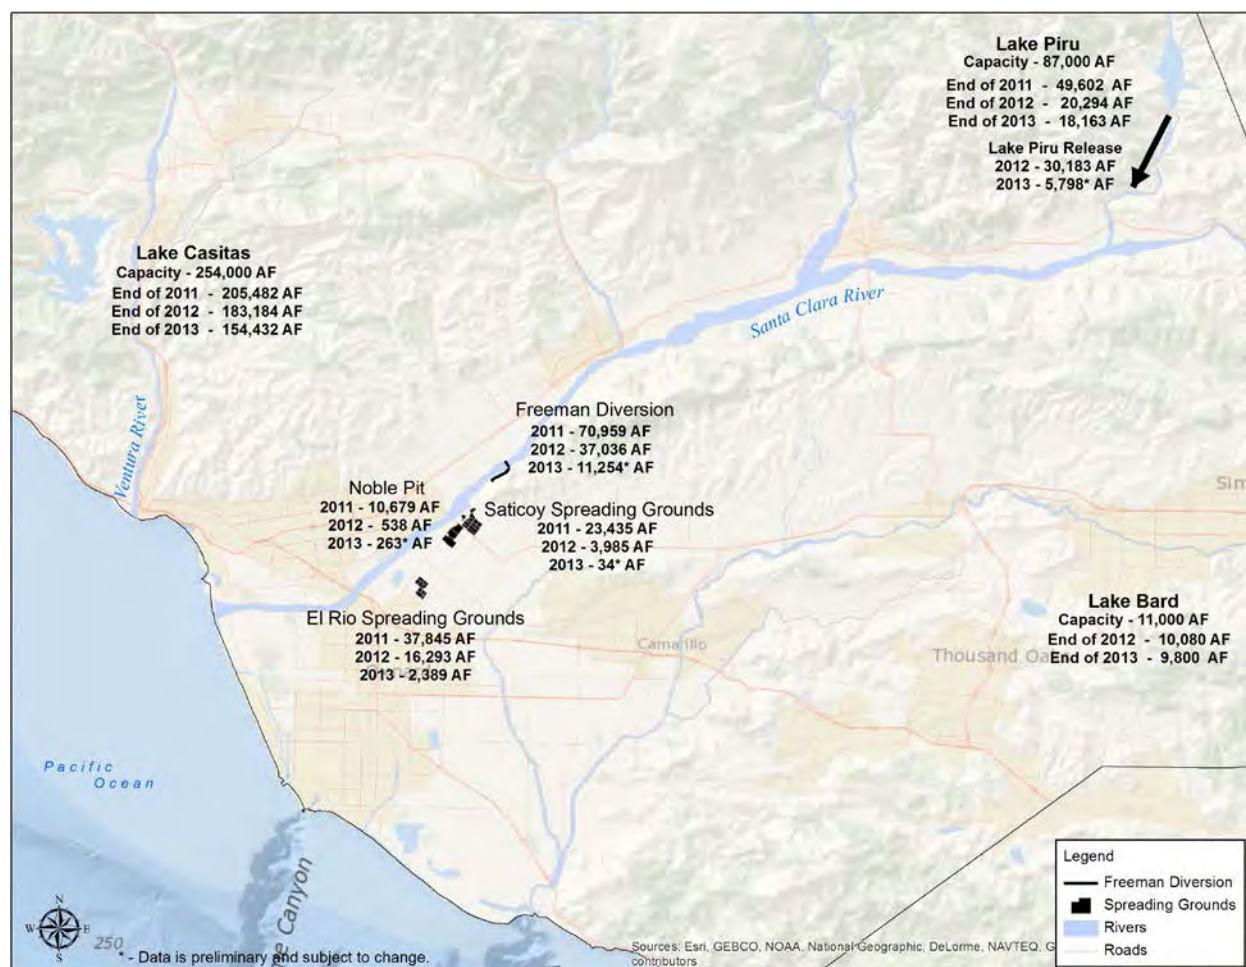 Lake Piru
Capacity - 87,000 AF
End of 2011 - 49,602 AF
End of 2012 - 20,294 AF
End of 2013 - 18,163 AF
Lake Piru Release
2012 - 30,183 AF
2013 - 5,798* AF
Lake Casitas
Capacity - 254,000 AF
End of 2011 - 205,482 AF
End of 2012 - 183,184 AF
End of 2013 - 154,432 AF
Santa Clara River
Ventura River
Freeman Diversion
2011 - 70,959 AF
2012 - 37,036 AF
2013 - 11,254* AF
Noble Pit
2011 - 10,679 AF
2012 - 538 AF
2013 - 263* AF
Saticoy Spreading Grounds
2011 - 23,435 AF
2012 - 3,985 AF
2013 - 34* AF
Sim
El Rio Spreading Grounds
2011 - 37,845 AF
2012 - 16,293 AF
2013 - 2,389 AF
Camarillo
Thousand
Lake Bard
Capacity - 11,000 AF
End of 2012 - 10,080 AF
End of 2013 - 9,800 AF
Pacific
Ocean
Canyon
250
N
W E
S
* - Data is preliminary and subject to change.
Sources: Esri, GEBCO, NOAA, National Geographic, DeLorme, NAVTEQ, G
contributors
Legend
Freeman Diversion
Spreading Grounds
Rivers
Roads